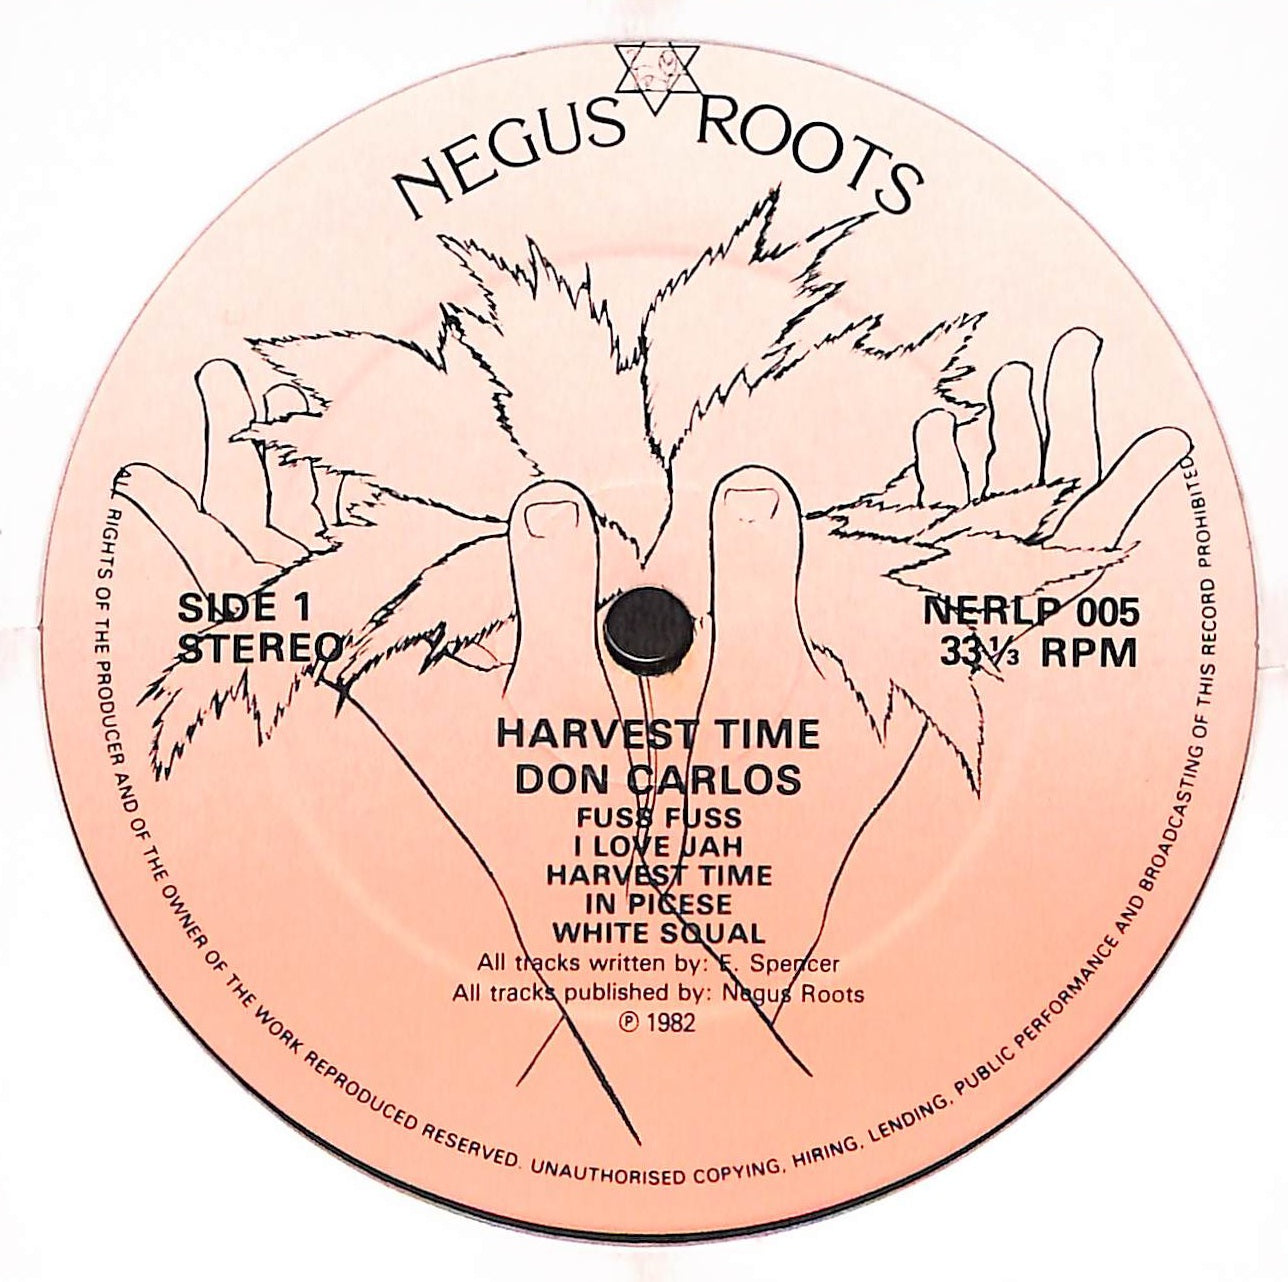 NEGUS ROOTS
SIDE 1
STEREO
NERLP 005
33 1/3 RPM
HARVEST TIME
DON CARLOS
FUSS FUSS
I LOVE JAH
HARVEST TIME
IN PICESE
WHITE SQUAL
All tracks written by: E. Spencer
All tracks published by: Negus Roots
℗ 1982
ALL RIGHTS OF THE PRODUCER AND OF THE OWNER OF THE WORK REPRODUCED RESERVED. UNAUTHORISED COPYING, HIRING, LENDING, PUBLIC PERFORMANCE AND BROADCASTING OF THIS RECORD PROHIBITED